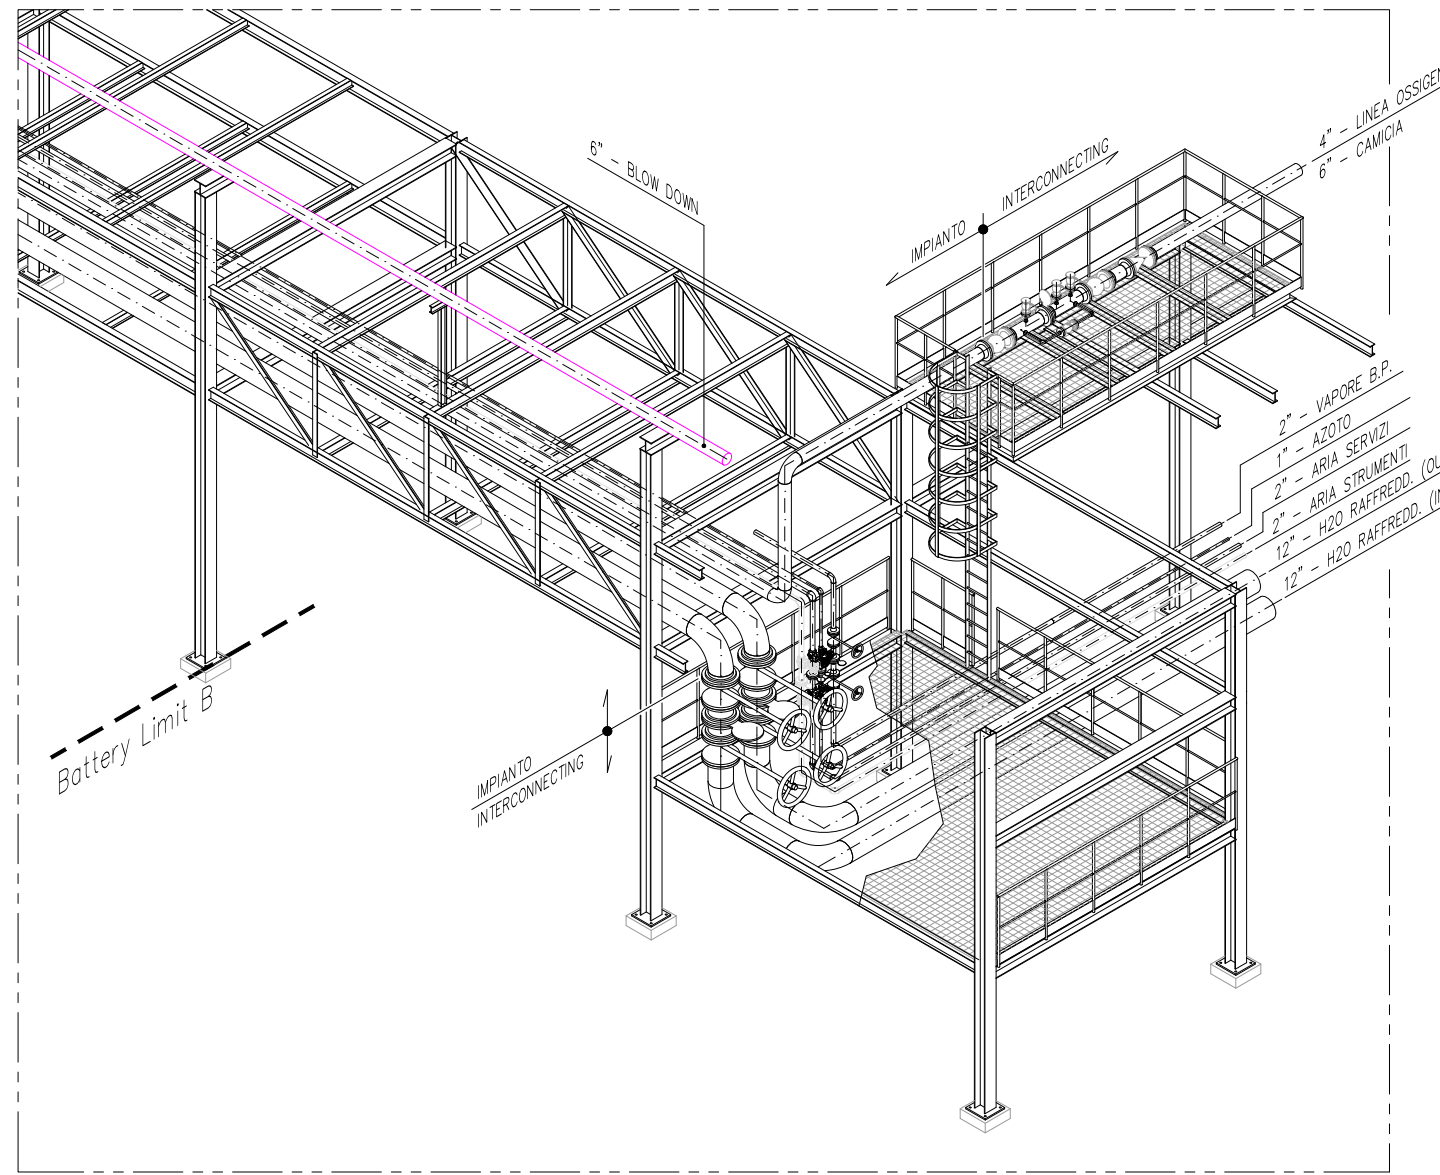 4" - LINEA OSSIGEN
6" - CAMICIA
6" - BLOW DOWN
INTERCONNECTING
IMPIANTO
2" - VAPORE B.P.
1" - AZOTO
2" - ARIA SERVIZI
2" - ARIA STRUMENTI
12" - H2O RAFFREDD. (OU
12" - H2O RAFFREDD. (IN
Battery Limit B
IMPIANTO
INTERCONNECTING